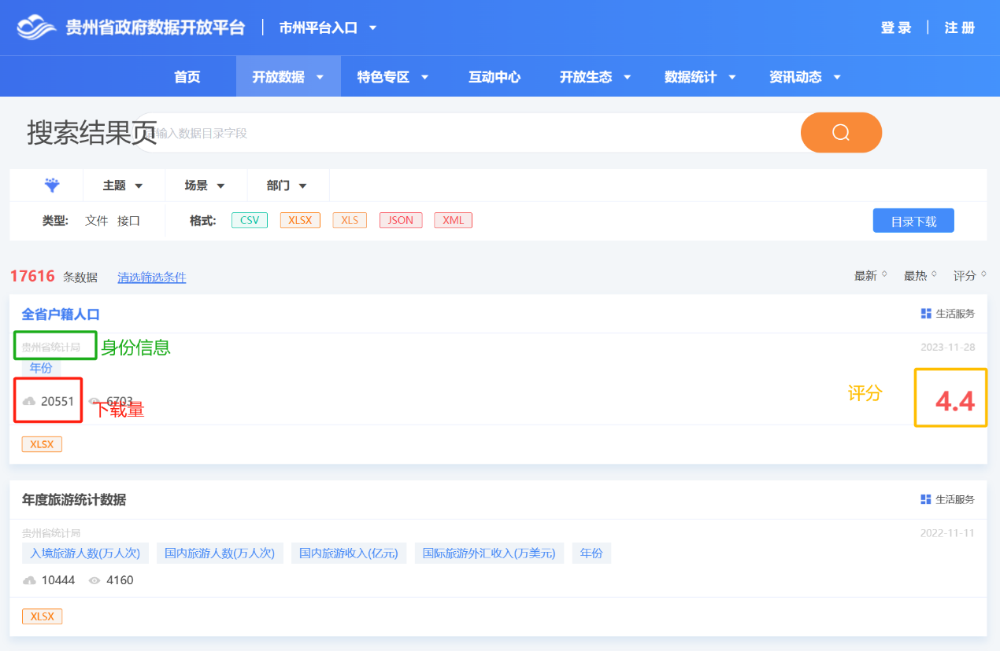 贵州省政府数据开放平台 市州平台入口 登录 注册
首页 开放数据 特色专区 互动中心 开放生态 数据统计 资讯动态
搜索结果页 输入数据目录字段
主题 场景 部门
类型: 文件 接口 格式: CSV XLSX XLS JSON XML 目录下载
17616 条数据 清选筛选条件 最新 最热 评分
全省户籍人口 生活服务
贵州省统计局 身份信息 2023-11-28
年份
20551 6703 下载量 评分 4.4
XLSX
年度旅游统计数据 生活服务
贵州省统计局 2022-11-11
入境旅游人数(万人次) 国内旅游人数(万人次) 国内旅游收入(亿元) 国际旅游外汇收入(万美元) 年份
10444 4160
XLSX